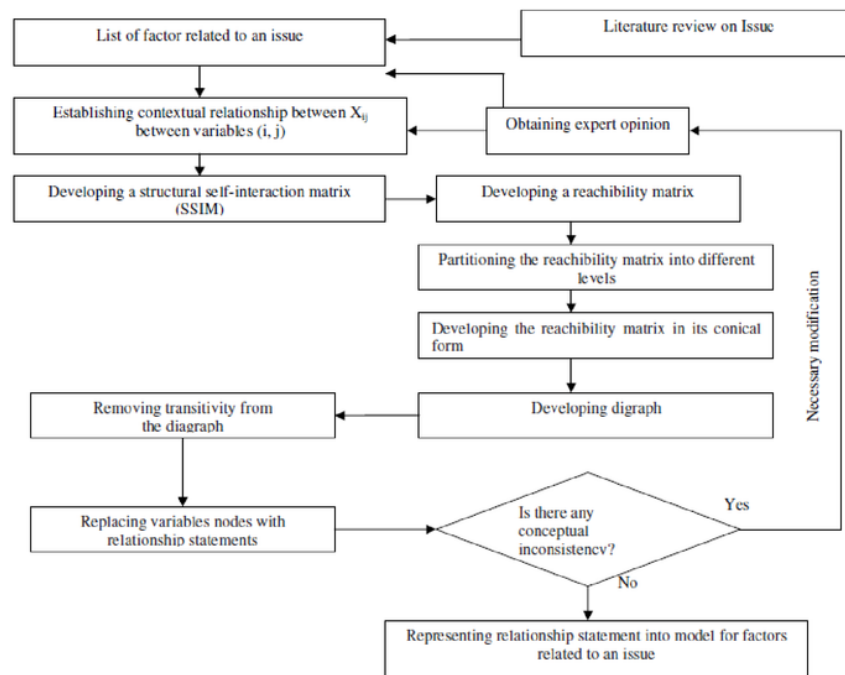 List of factor related to an issue
Literature review on Issue
Establishing contextual relationship between Xij
between variables (i, j)
Obtaining expert opinion
Developing a structural self-interaction matrix
(SSIM)
Developing a reachibility matrix
Partitioning the reachibility matrix into different
levels
Developing the reachibility matrix in its conical
form
Necessary modification
Removing transitivity from
the diagraph
Developing digraph
Replacing variables nodes with
relationship statements
Is there any
conceptual
inconsistency?
Yes
No
Representing relationship statement into model for factors
related to an issue